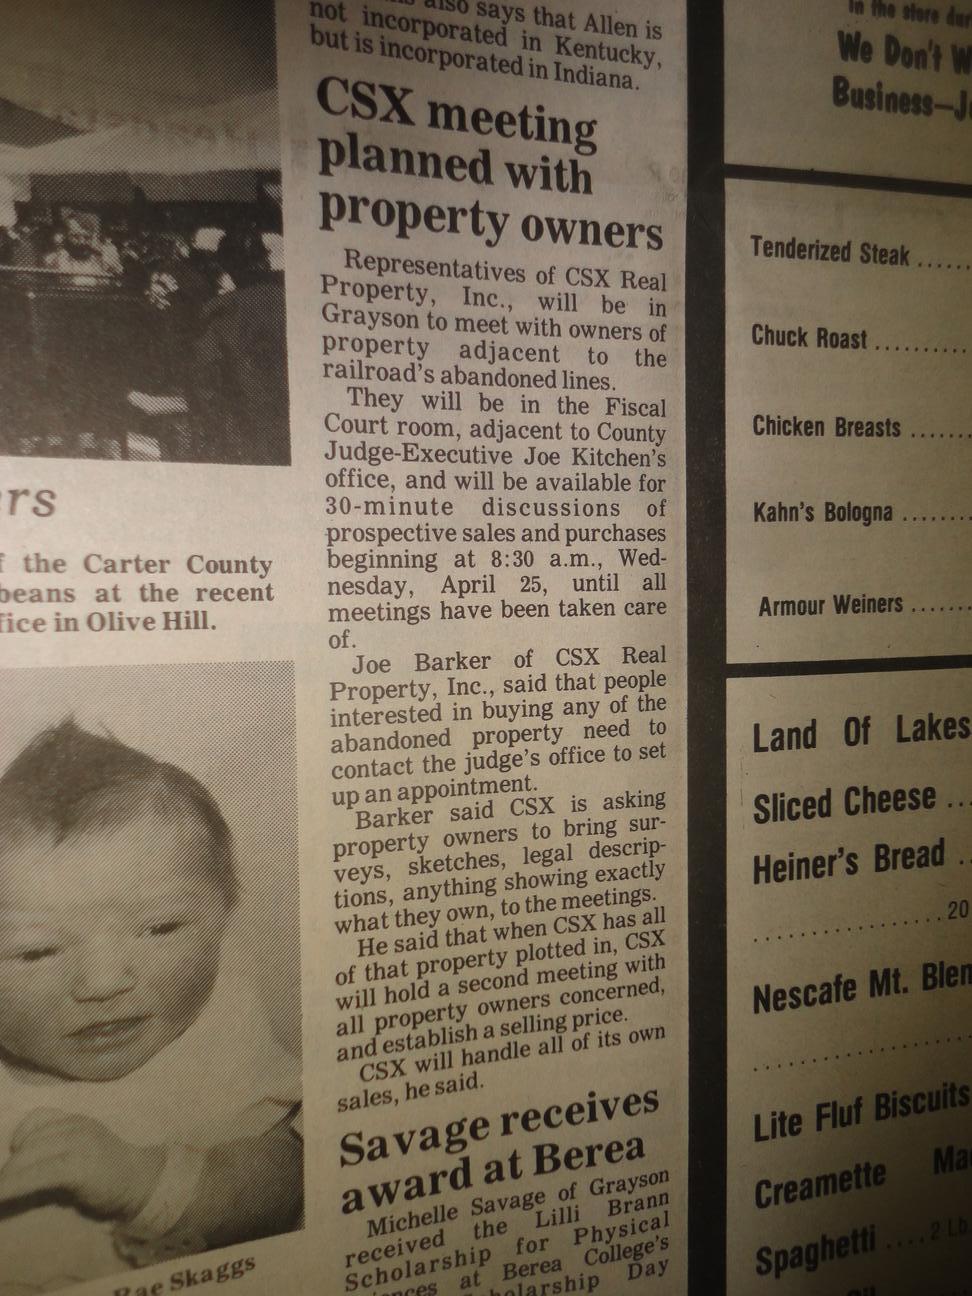 also says that Allen is
not incorporated in Kentucky,
but is incorporated in Indiana.
CSX meeting
planned with
property owners
Representatives of CSX Real
Property, Inc., will be in
Grayson to meet with owners of
property adjacent to the
railroad's abandoned lines.
They will be in the Fiscal
Court room, adjacent to County
Judge-Executive Joe Kitchen's
office, and will be available for
30-minute discussions of
prospective sales and purchases
beginning at 8:30 a.m., Wed-
nesday, April 25, until all
meetings have been taken care
of.
Joe Barker of CSX Real
Property, Inc., said that people
interested in buying any of the
abandoned property need to
contact the judge's office to set
up an appointment.
Barker said CSX is asking
property owners to bring sur-
veys, sketches, legal descrip-
tions, anything showing exactly
what they own, to the meetings.
He said that when CSX has all
of that property plotted in, CSX
will hold a second meeting with
all property owners concerned,
and establish a selling price.
CSX will handle all of its own
sales, he said.
Savage receives
award at Berea
Michelle Savage of Grayson
received the Lilli Brann
Scholarship for Physical
at Berea College's
Day
the Carter County
beans at the recent
in Olive Hill.
Rae Skaggs
in the store
We Don't
Business—
Tenderized Steak ......
Chuck Roast ..........
Chicken Breasts .......
Kahn's Bologna ........
Armour Weiners .......
Land Of Lakes
Sliced Cheese ...
Heiner's Bread ..
................ 20
Nescafe Mt.
Lite Fluf Biscuits
Creamette
Spaghetti .... 2 Lb.